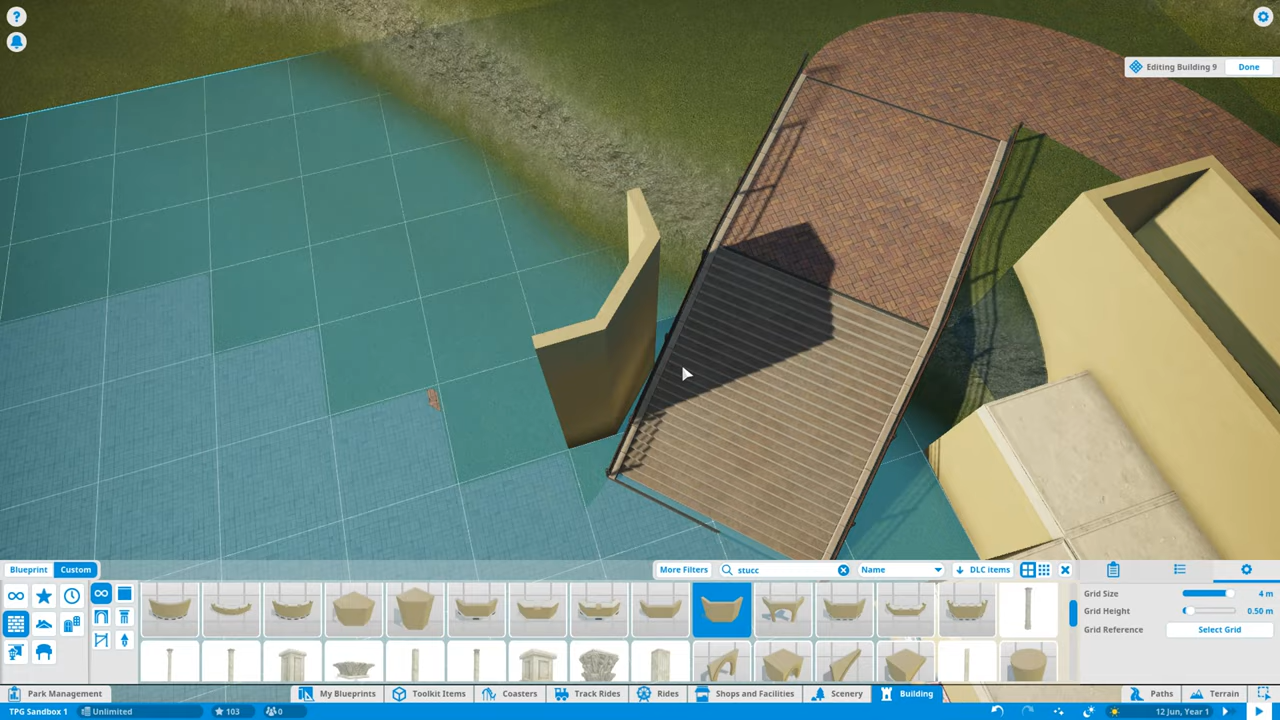 Editing Building 9
Done
Blueprint
Custom
More Filters
stucc
Name
DLC items
Grid Size
4 m
Grid Height
0.50 m
Grid Reference
Select Grid
Park Management
My Blueprints
Toolkit Items
Coasters
Track Rides
Rides
Shops and Facilities
Scenery
Building
Paths
Terrain
TPG Sandbox 1
Unlimited
103
0
12 Jun, Year 1